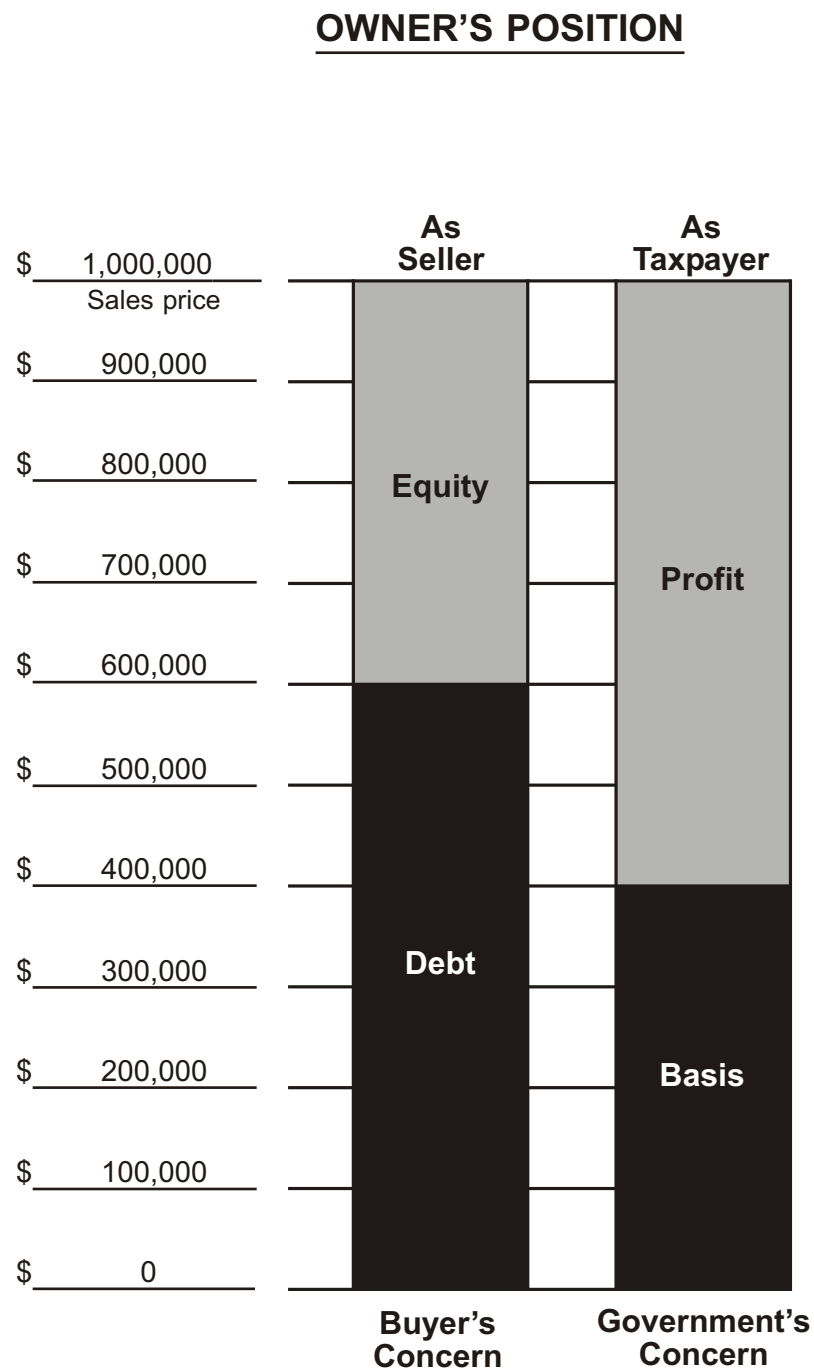 OWNER'S POSITION
As
Seller
As
Taxpayer
$ 1,000,000
Sales price
$ 900,000
$ 800,000
Equity
$ 700,000
Profit
$ 600,000
$ 500,000
$ 400,000
Debt
$ 300,000
$ 200,000
Basis
$ 100,000
$ 0
Buyer's
Concern
Government's
Concern